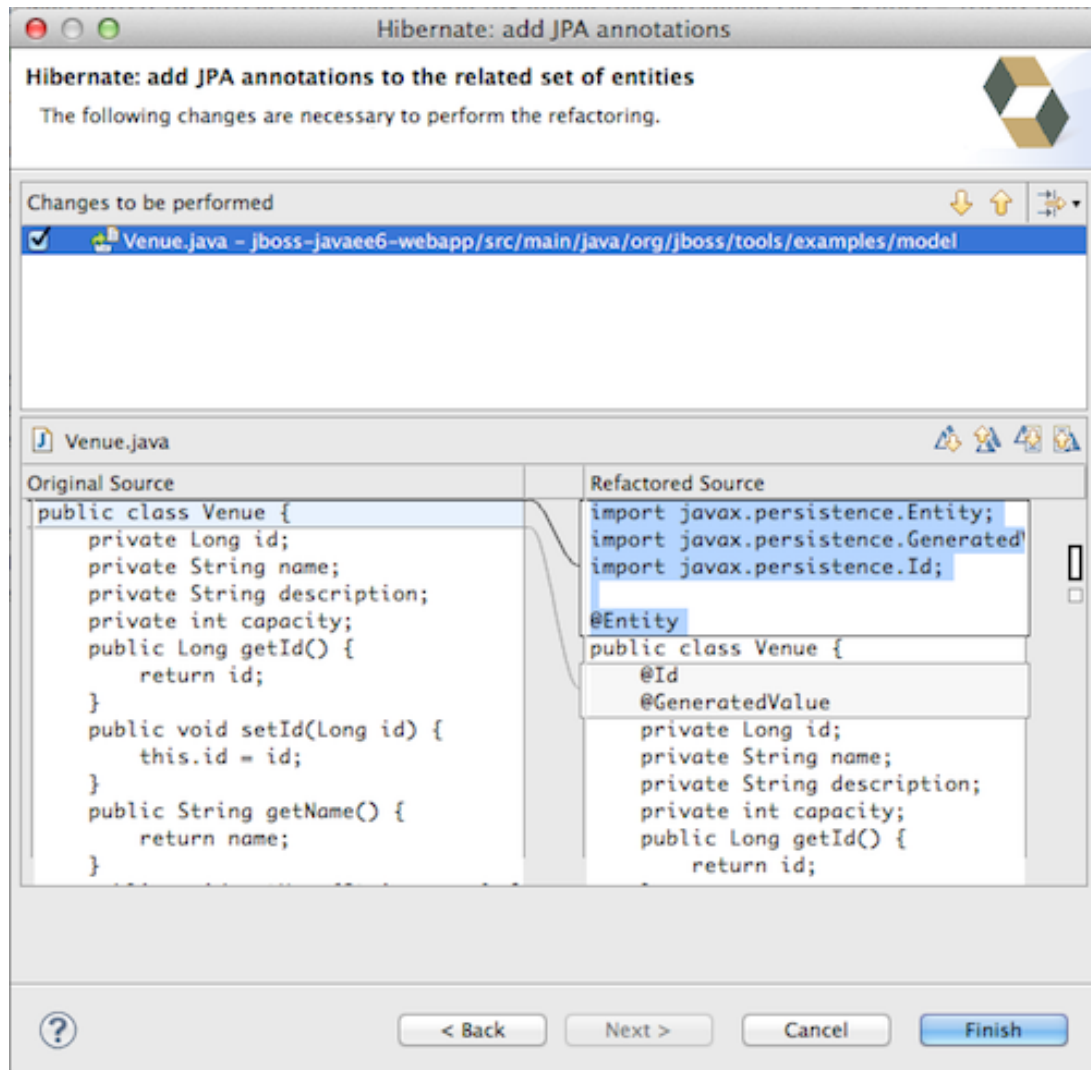 Hibernate: add JPA annotations
Hibernate: add JPA annotations to the related set of entities
The following changes are necessary to perform the refactoring.
Changes to be performed
Venue.java – jboss-javaee6-webapp/src/main/java/org/jboss/tools/examples/model
J Venue.java
Original Source
public class Venue {
private Long id;
private String name;
private String description;
private int capacity;
public Long getId() {
return id;
}
public void setId(Long id) {
this.id = id;
}
public String getName() {
return name;
}
Refactored Source
import javax.persistence.Entity;
import javax.persistence.Generated
import javax.persistence.Id;
@Entity
public class Venue {
@Id
@GeneratedValue
private Long id;
private String name;
private String description;
private int capacity;
public Long getId() {
return id;
?
< Back
Next >
Cancel
Finish